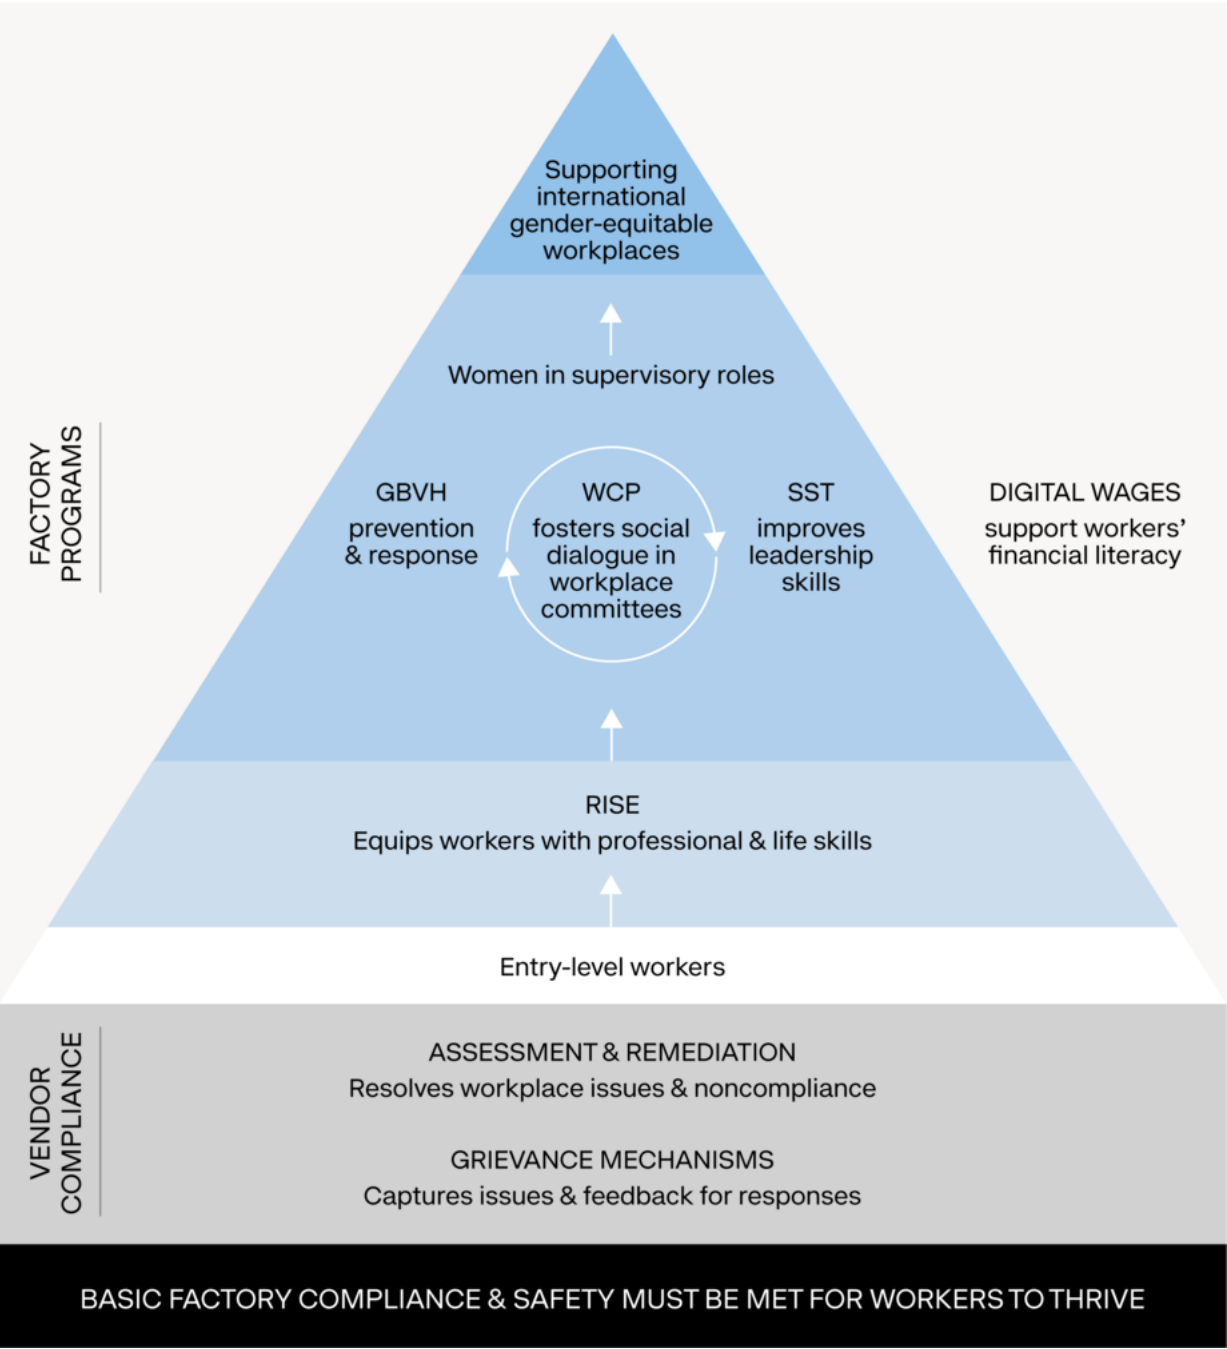 Supporting
international
gender-equitable
workplaces
Women in supervisory roles
FACTORY
PROGRAMS
GBVH
prevention
& response
WCP
fosters social
dialogue in
workplace
committees
SST
improves
leadership
skills
DIGITAL WAGES
support workers’
financial literacy
RISE
Equips workers with professional & life skills
Entry-level workers
VENDOR
COMPLIANCE
ASSESSMENT & REMEDIATION
Resolves workplace issues & noncompliance
GRIEVANCE MECHANISMS
Captures issues & feedback for responses
BASIC FACTORY COMPLIANCE & SAFETY MUST BE MET FOR WORKERS TO THRIVE